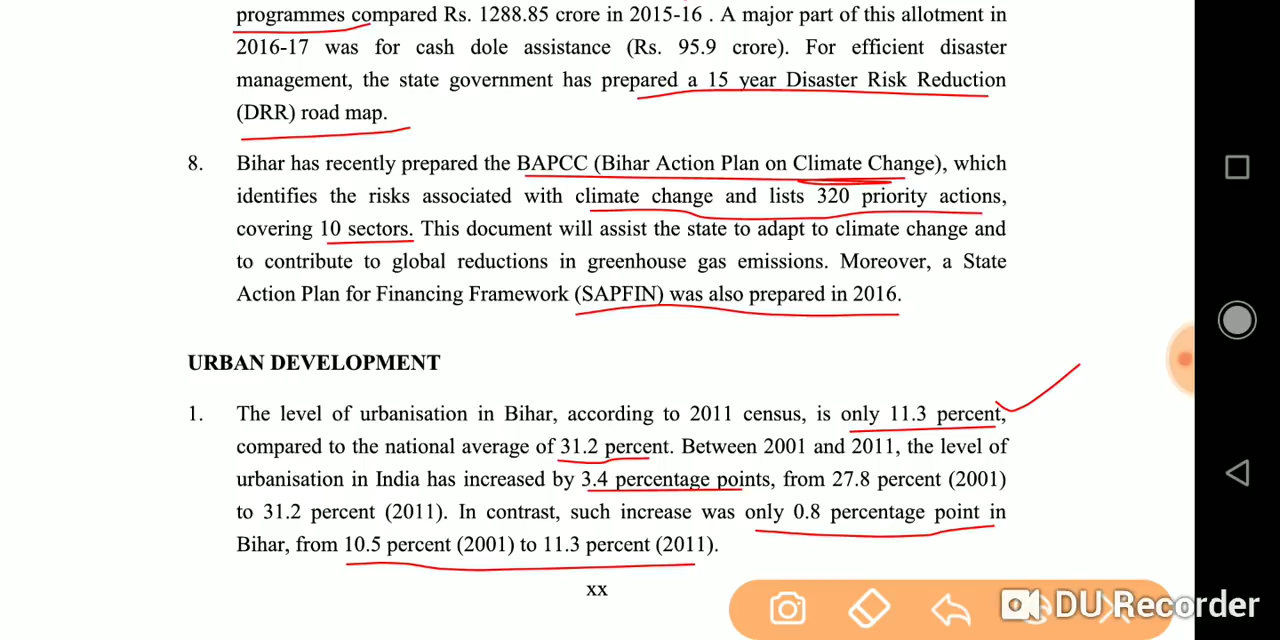 programmes compared Rs. 1288.85 crore in 2015-16 . A major part of this allotment in
2016-17 was for cash dole assistance (Rs. 95.9 crore). For efficient disaster
management, the state government has prepared a 15 year Disaster Risk Reduction
(DRR) road map.
8. Bihar has recently prepared the BAPCC (Bihar Action Plan on Climate Change), which
identifies the risks associated with climate change and lists 320 priority actions,
covering 10 sectors. This document will assist the state to adapt to climate change and
to contribute to global reductions in greenhouse gas emissions. Moreover, a State
Action Plan for Financing Framework (SAPFIN) was also prepared in 2016.
URBAN DEVELOPMENT
1. The level of urbanisation in Bihar, according to 2011 census, is only 11.3 percent,
compared to the national average of 31.2 percent. Between 2001 and 2011, the level of
urbanisation in India has increased by 3.4 percentage points, from 27.8 percent (2001)
to 31.2 percent (2011). In contrast, such increase was only 0.8 percentage point in
Bihar, from 10.5 percent (2001) to 11.3 percent (2011).
xx
DU Recorder